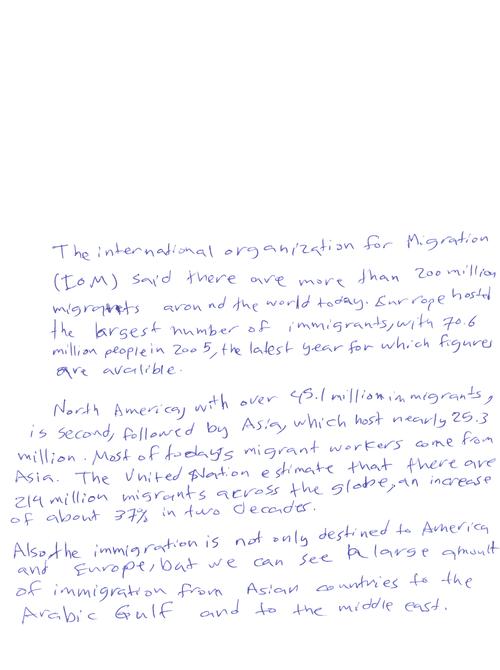 The international organization for Migration
(IOM) said there are more than 200 million
migrants around the world today. Eurrope hosted
the largest number of immigrants, with 70.6
million people in 2005, the latest year for which figures
are availible.
North America, with over 45.1 million immigrants,
is second, followed by Asia, which host nearly 25.3
million. Most of today's migrant workers come from
Asia. The United Nation estimate that there are
214 million migrants across the globe, an increase
of about 37% in two decades.
Also, the immigration is not only destined to America
and Europe, but we can see a large amoult
of immigration from Asian countries to the
Arabic Gulf and to the middle east.